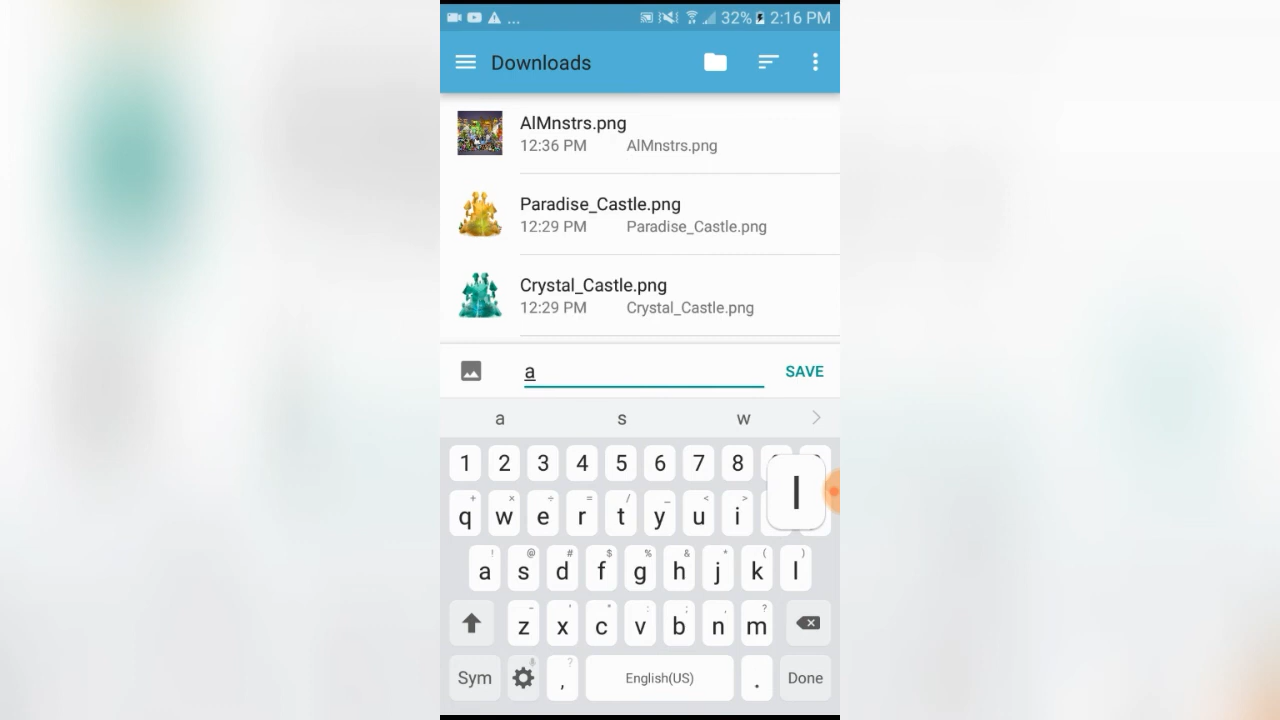 ... 32% 2:16 PM
Downloads
AlMnstrs.png
12:36 PM AlMnstrs.png
Paradise_Castle.png
12:29 PM Paradise_Castle.png
Crystal_Castle.png
12:29 PM Crystal_Castle.png
a SAVE
a s w
1 2 3 4 5 6 7 8
l
+ × ÷ = / _ < >
q w e r t y u i
! @ # $ % & * ( )
a s d f g h j k l
- ' " : ; , ?
z x c v b n m
?
Sym , English(US) . Done